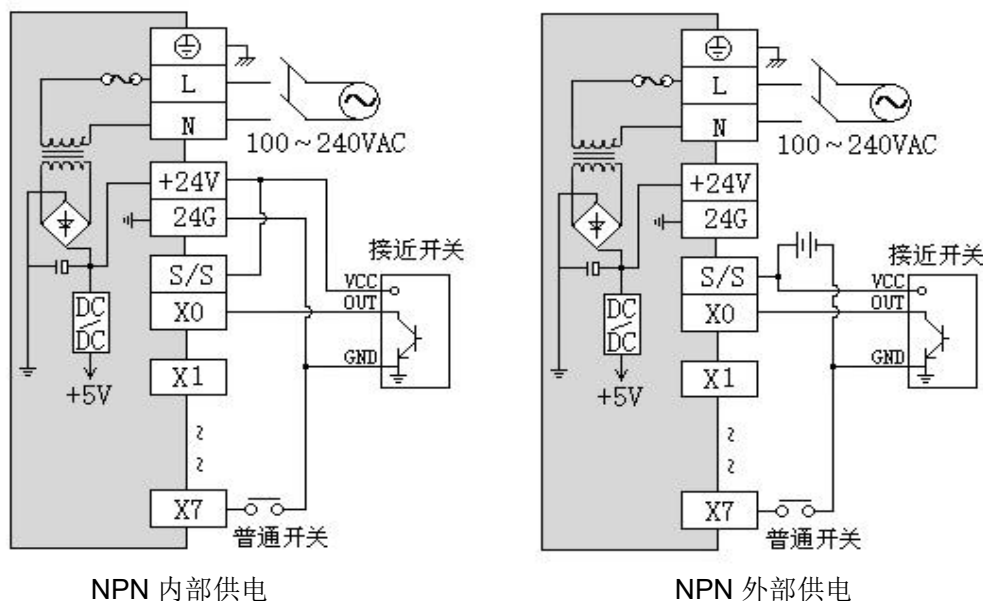 L
N
100～240VAC
+24V
24G
接近开关
S/S
VCC
X0
OUT
DC
DC
GND
+5V
X1
~
~
X7
普通开关
NPN 内部供电
L
N
100～240VAC
+24V
24G
接近开关
S/S
VCC
X0
OUT
DC
DC
GND
+5V
X1
~
~
X7
普通开关
NPN 外部供电